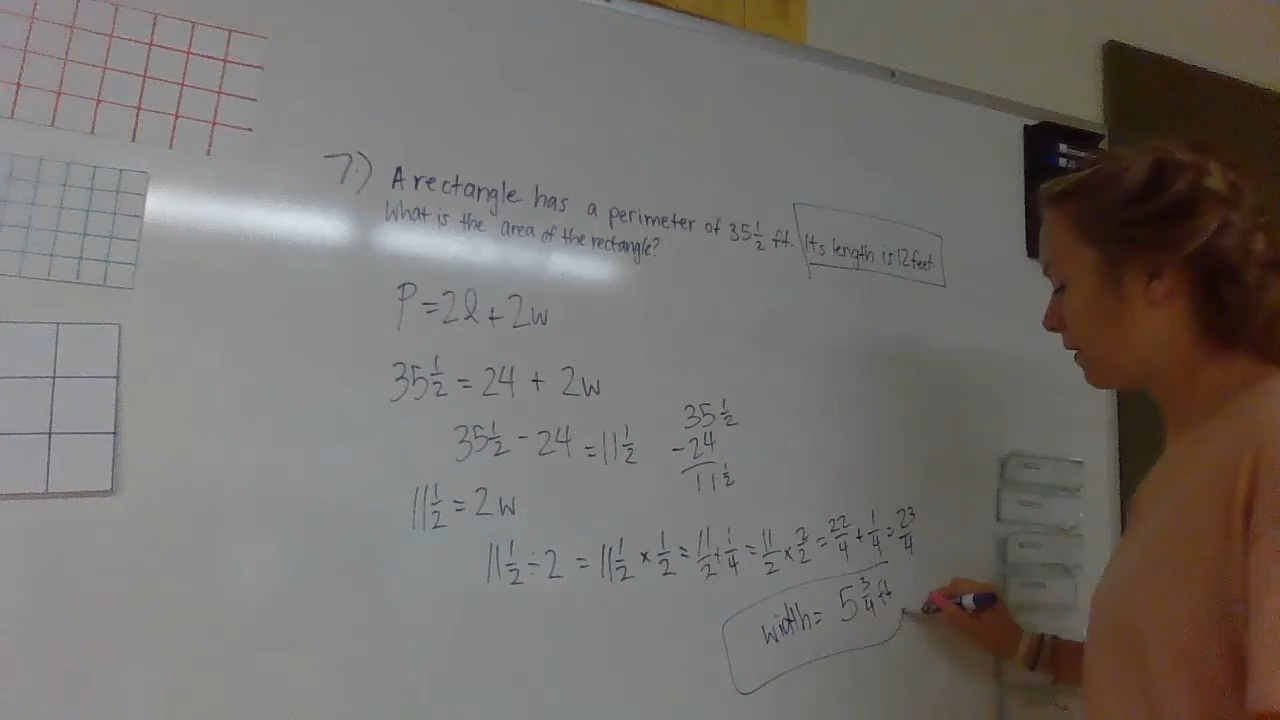 7.) A rectangle has a perimeter of 35 1/2 ft. Its length is 12 feet.
What is the area of the rectangle?
P = 2l + 2w
35 1/2 = 24 + 2w
35 1/2 - 24 = 11 1/2
35 1/2
- 24
11 1/2
11 1/2 = 2w
11 1/2 ÷ 2 = 11 1/2 × 1/2 = 11/2 + 1/4 = 11/2 × 2/2 = 22/4 + 1/4 = 23/4
width = 5 3/4 ft